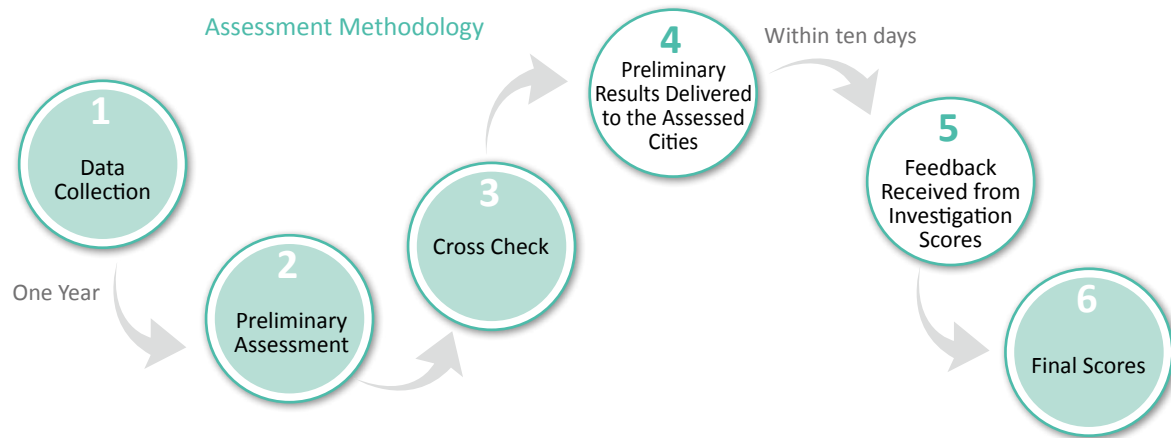 Assessment Methodology
1
Data
Collection
One Year
2
Preliminary
Assessment
3
Cross Check
4
Preliminary
Results Delivered
to the Assessed
Cities
Within ten days
5
Feedback
Received from
Investigation
Scores
6
Final Scores